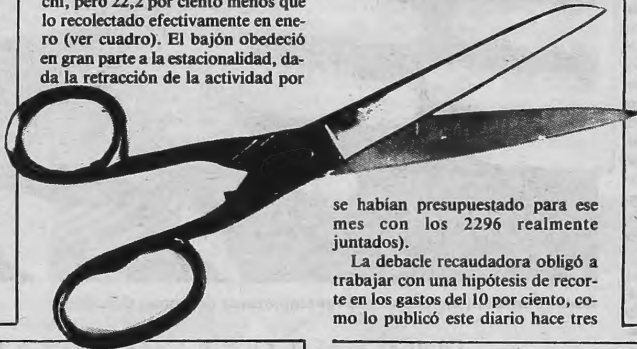 chi, pero 22,2 por ciento menos que
lo recolectado efectivamente en ene-
ro (ver cuadro). El bajón obedeció
en gran parte a la estacionalidad, da-
da la retracción de la actividad por
se habían presupuestado para ese
mes con los 2296 realmente
juntados).
La debacle recaudadora obligó a
trabajar con una hipótesis de recor-
te en los gastos del 10 por ciento, co-
mo lo publicó este diario hace tres